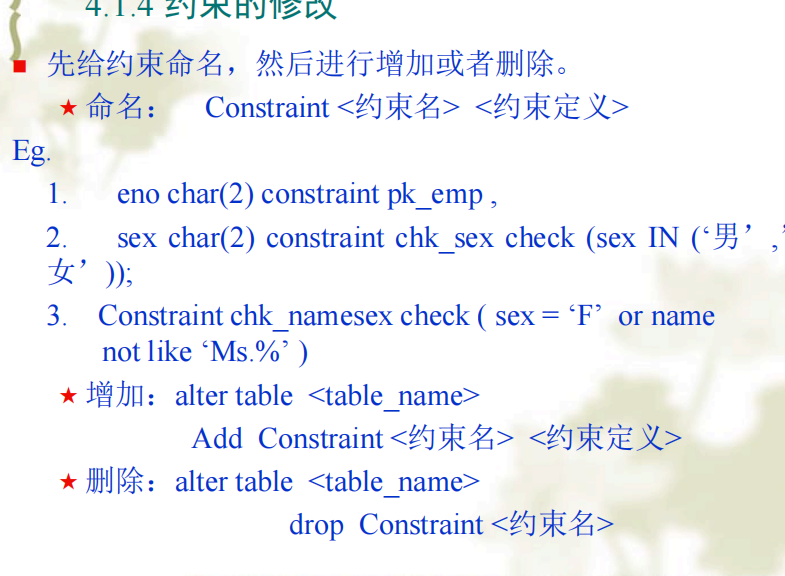 4.1.4 约束的修改
先给约束命名，然后进行增加或者删除。
命名： Constraint <约束名> <约束定义>
Eg.
1. eno char(2) constraint pk_emp ,
2. sex char(2) constraint chk_sex check (sex IN (‘男’,’
女’));
3. Constraint chk_namesex check ( sex = ‘F’ or name
not like ‘Ms.%’ )
增加：alter table <table_name>
Add Constraint <约束名> <约束定义>
删除：alter table <table_name>
drop Constraint <约束名>